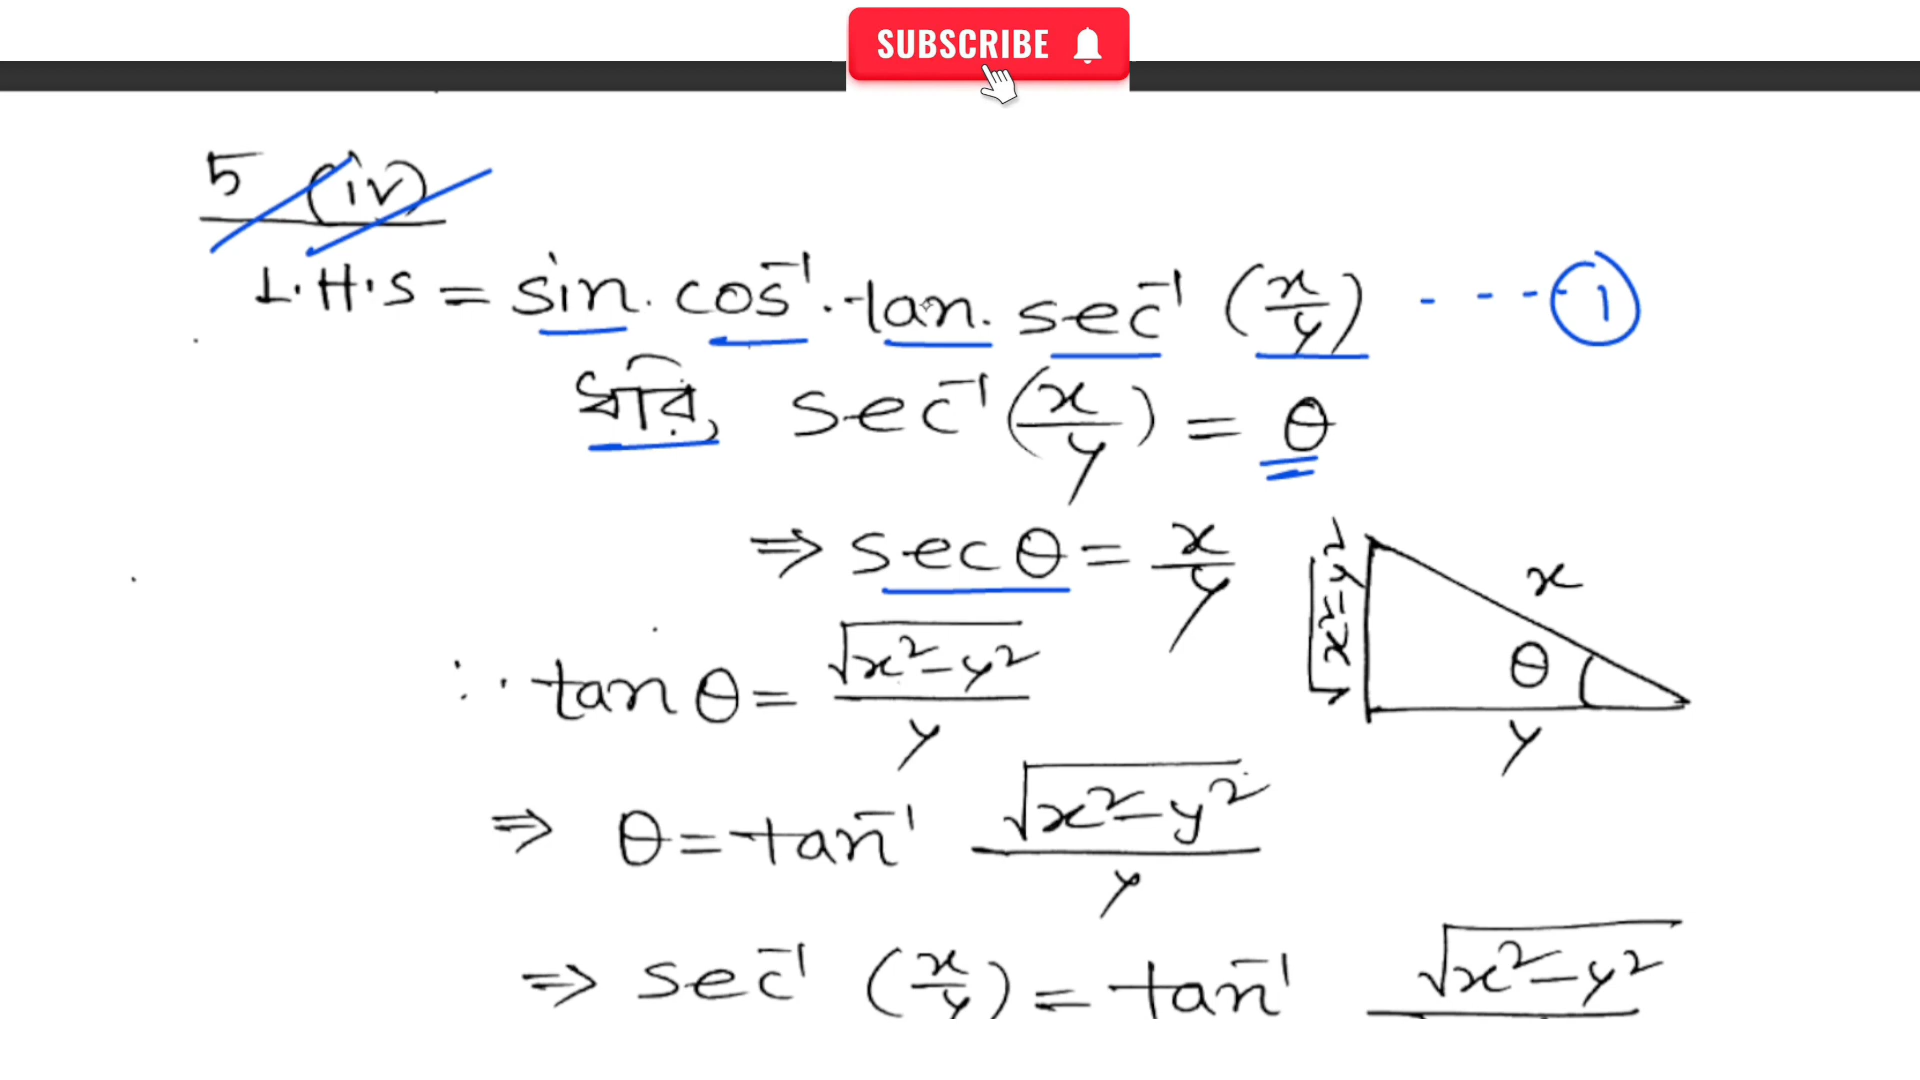 SUBSCRIBE
5 (iv)
L.H.S = sin. cos⁻¹. tan. sec⁻¹ (x/y) - - - - ①
ধরি, sec⁻¹ (x/y) = θ
⇒ sec θ = x/y
√x²-y²
x
θ
y
∴ tan θ = √x²-y² / y
⇒ θ = tan⁻¹ √x²-y² / y
⇒ sec⁻¹ (x/y) = tan⁻¹ √x²-y²